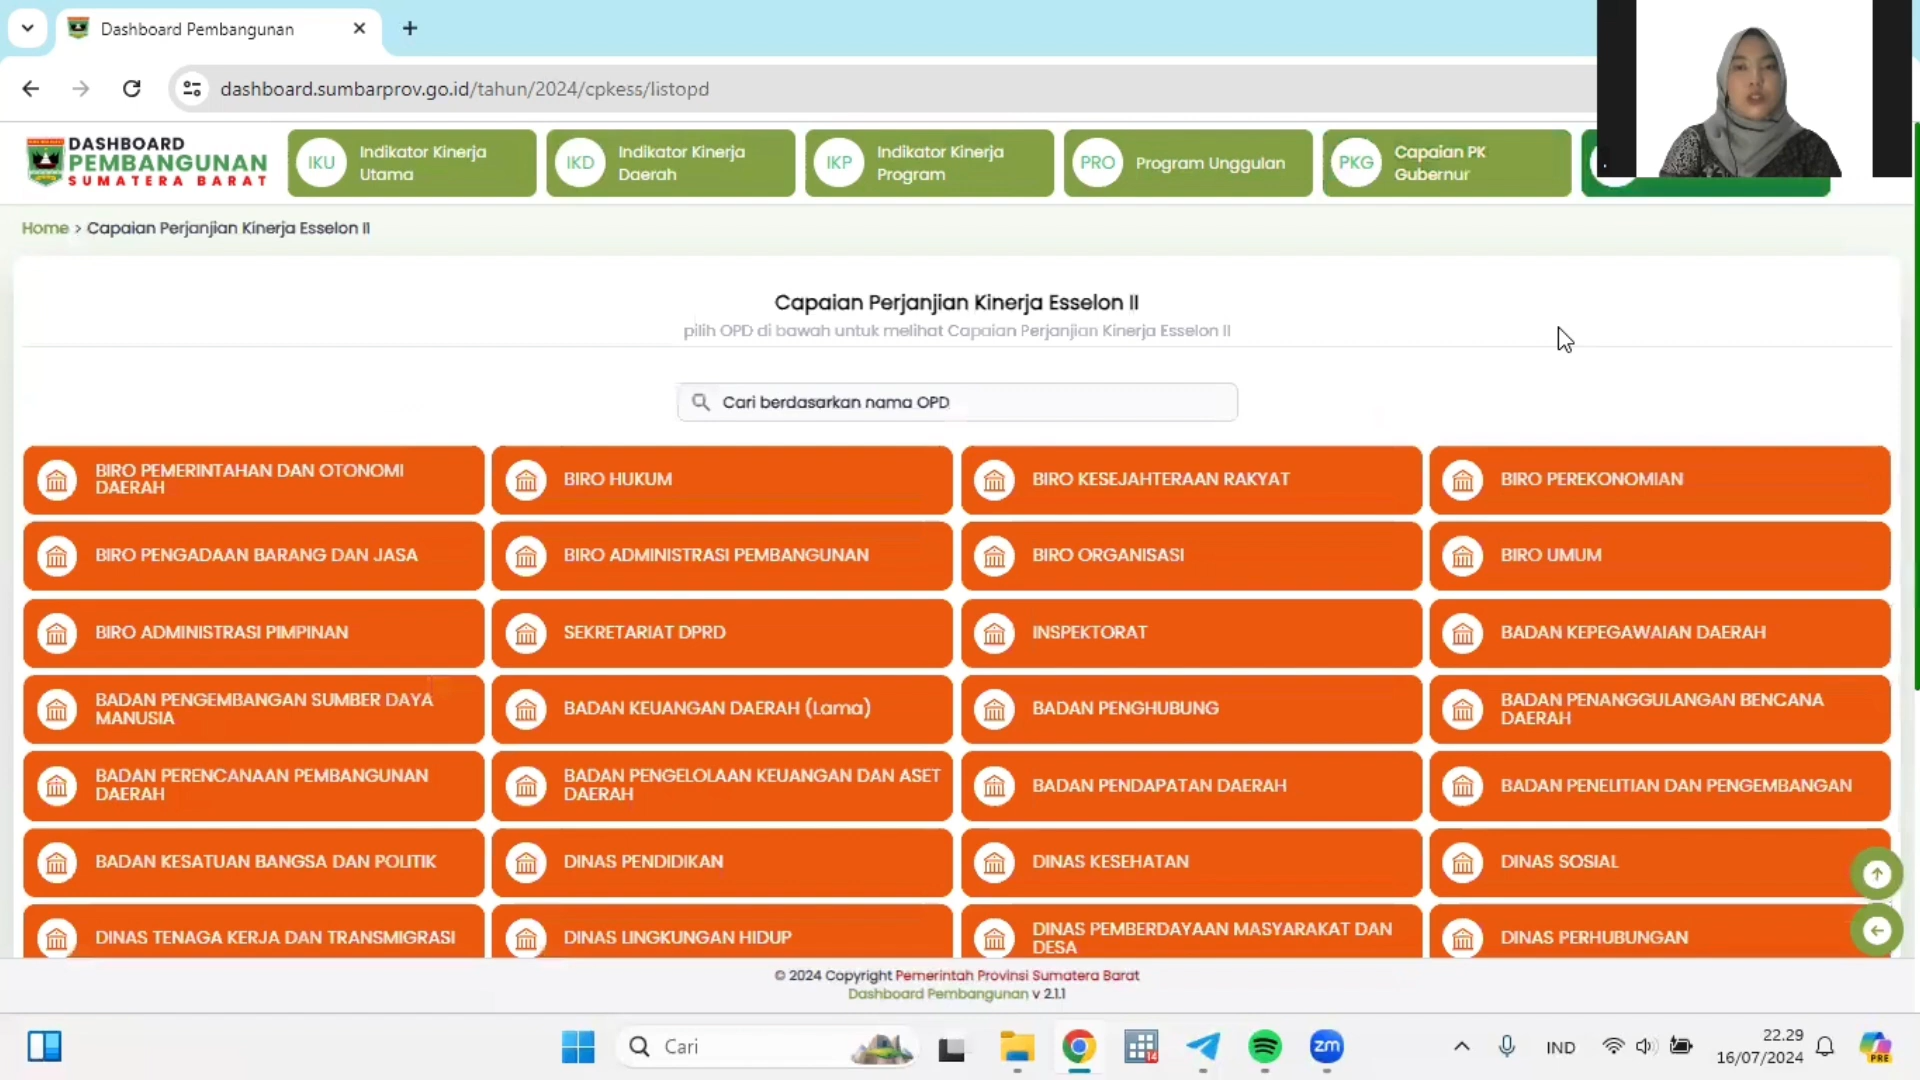 Dashboard Pembangunan
dashboard.sumbarprov.go.id/tahun/2024/cpkess/listopd
DASHBOARD
PEMBANGUNAN
SUMATERA BARAT
IKU
Indikator Kinerja
Utama
IKD
Indikator Kinerja
Daerah
IKP
Indikator Kinerja
Program
PRO
Program Unggulan
PKG
Capaian PK
Gubernur
Home > Capaian Perjanjian Kinerja Esselon II
Capaian Perjanjian Kinerja Esselon II
pilih OPD di bawah untuk melihat Capaian Perjanjian Kinerja Esselon II
Cari berdasarkan nama OPD
BIRO PEMERINTAHAN DAN OTONOMI
DAERAH
BIRO HUKUM
BIRO KESEJAHTERAAN RAKYAT
BIRO PEREKONOMIAN
BIRO PENGADAAN BARANG DAN JASA
BIRO ADMINISTRASI PEMBANGUNAN
BIRO ORGANISASI
BIRO UMUM
BIRO ADMINISTRASI PIMPINAN
SEKRETARIAT DPRD
INSPEKTORAT
BADAN KEPEGAWAIAN DAERAH
BADAN PENGEMBANGAN SUMBER DAYA
MANUSIA
BADAN KEUANGAN DAERAH (Lama)
BADAN PENGHUBUNG
BADAN PENANGGULANGAN BENCANA
DAERAH
BADAN PERENCANAAN PEMBANGUNAN
DAERAH
BADAN PENGELOLAAN KEUANGAN DAN ASET
DAERAH
BADAN PENDAPATAN DAERAH
BADAN PENELITIAN DAN PENGEMBANGAN
BADAN KESATUAN BANGSA DAN POLITIK
DINAS PENDIDIKAN
DINAS KESEHATAN
DINAS SOSIAL
DINAS TENAGA KERJA DAN TRANSMIGRASI
DINAS LINGKUNGAN HIDUP
DINAS PEMBERDAYAAN MASYARAKAT DAN
DESA
DINAS PERHUBUNGAN
© 2024 Copyright Pemerintah Provinsi Sumatera Barat
Dashboard Pembangunan v 2.1.1
Cari
14
zm
IND
22.29
16/07/2024
PRE